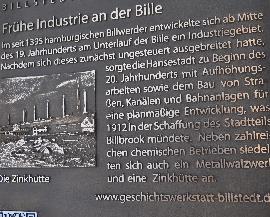 BILLSTE
Frühe Industrie an der Bille
Im seit 1395 hamburgischen Billwerder entwickelte sich ab Mitte
des 19. Jahrhunderts am Unterlauf der Bille ein Industriegebiet.
Nachdem sich dieses zunächst ungesteuert ausgebreitet hatte,
sorgte die Hansestadt zu Beginn des
20. Jahrhunderts mit Aufhöhungs-
arbeiten sowie dem Bau von Stra
ßen, Kanälen und Bahnanlagen für
eine planmäßige Entwicklung, was
1912 in der Schaffung des Stadtteils
Billbrook mündete. Neben zahlrei
chen chemischen Betrieben siedel
ten sich auch ein Metallwalzwerk
und eine Zinkhütte an.
Die Zinkhütte
www.geschichtswerkstatt-billstedt.d